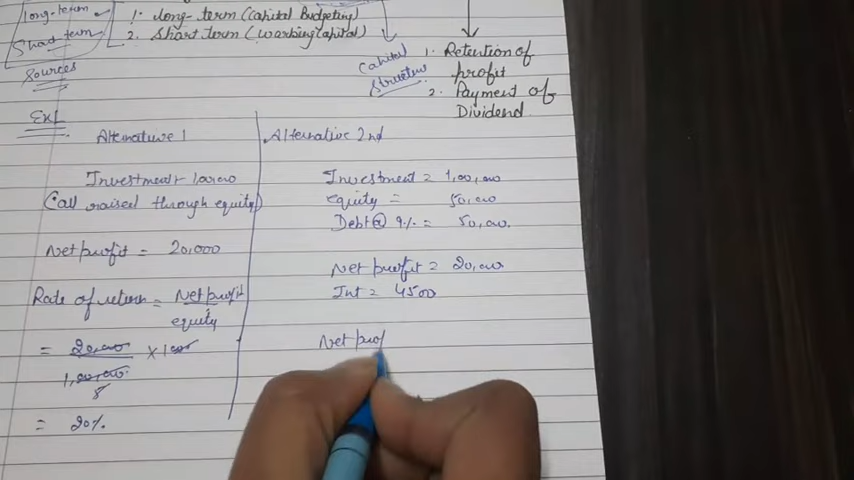 long-term
Short term
Sources
1. long-term (Capital Budgeting)
2. Short term (Working Capital)
Capital
Structure
1. Retention of
profit
2. Payment of
Dividend
Ex1
Alternative 1
Investment 1,00,000
(all raised through equity)
Net profit = 20,000
Rate of return = Net profit
equity
= 20,000 × 100
1,00,000
= 20%
Alternative 2nd
Investment = 1,00,000
equity = 50,000
Debt @ 9% = 50,000.
Net profit = 20,000
Int = 4500
Net prof